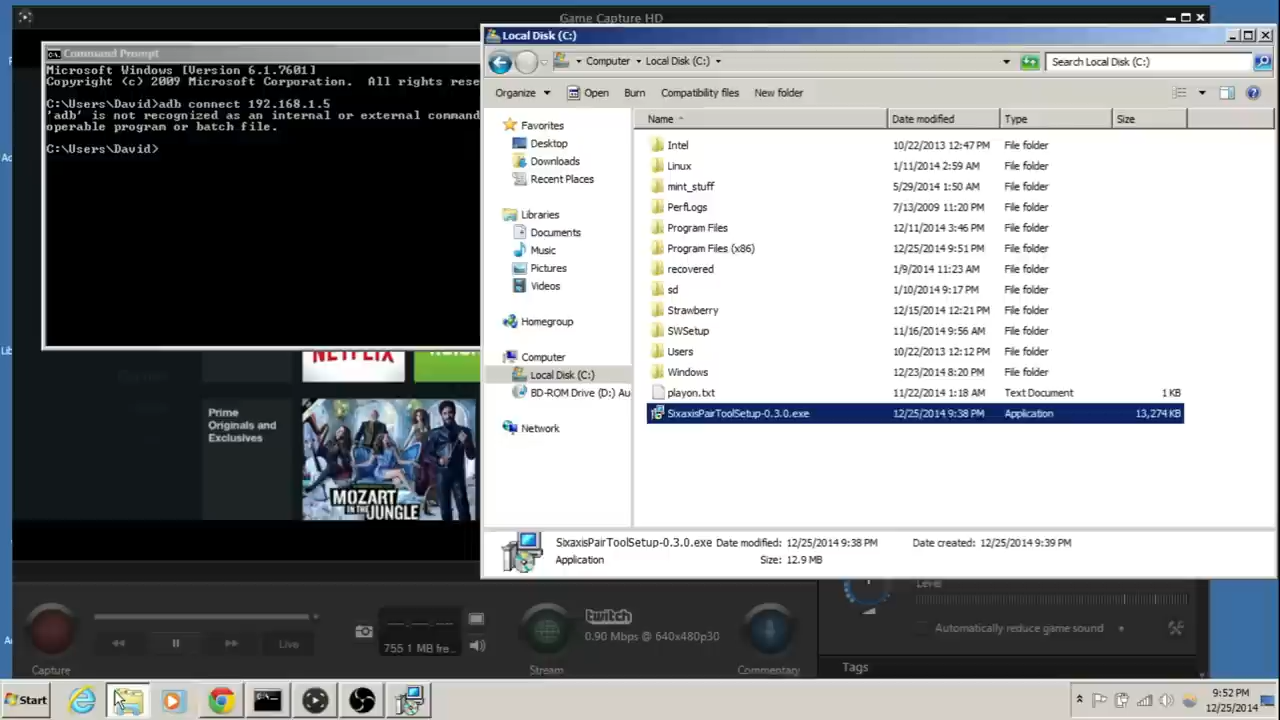 Game Capture HD
Command Prompt
Microsoft Windows [Version 6.1.7601]
Copyright (c) 2009 Microsoft Corporation. All rights rese
C:\Users\David>adb connect 192.168.1.5
'adb' is not recognized as an internal or external command
operable program or batch file.
C:\Users\David>
Local Disk (C:)
Computer
Local Disk (C:)
Search Local Disk (C:)
Organize
Open
Burn
Compatibility files
New folder
Favorites
Desktop
Downloads
Recent Places
Libraries
Documents
Music
Pictures
Videos
Homegroup
Computer
Local Disk (C:)
BD-ROM Drive (D:) Au
Network
Name Date modified Type Size
Intel 10/22/2013 12:47 PM File folder
Linux 1/11/2014 2:59 AM File folder
mint_stuff 5/29/2014 1:50 AM File folder
PerfLogs 7/13/2009 11:20 PM File folder
Program Files 12/11/2014 3:46 PM File folder
Program Files (x86) 12/25/2014 9:51 PM File folder
recovered 1/9/2014 11:23 AM File folder
sd 1/10/2014 9:17 PM File folder
Strawberry 12/15/2014 12:21 PM File folder
SWSetup 11/16/2014 9:56 AM File folder
Users 10/22/2013 12:12 PM File folder
Windows 12/23/2014 8:20 PM File folder
playon.txt 11/22/2014 1:18 AM Text Document 1 KB
SixaxisPairToolSetup-0.3.0.exe 12/25/2014 9:38 PM Application 13,274 KB
SixaxisPairToolSetup-0.3.0.exe Date modified: 12/25/2014 9:38 PM Date created: 12/25/2014 9:39 PM
Application Size: 12.9 MB
NETFLIX
Prime
Originals and
Exclusives
MOZART
IN THE JUNGLE
Live
755.1 MB fre...
twitch
0.90 Mbps @ 640x480p30
Capture
Stream
Commentary
Level
Automatically reduce game sound
Tags
Start
9:52 PM
12/25/2014